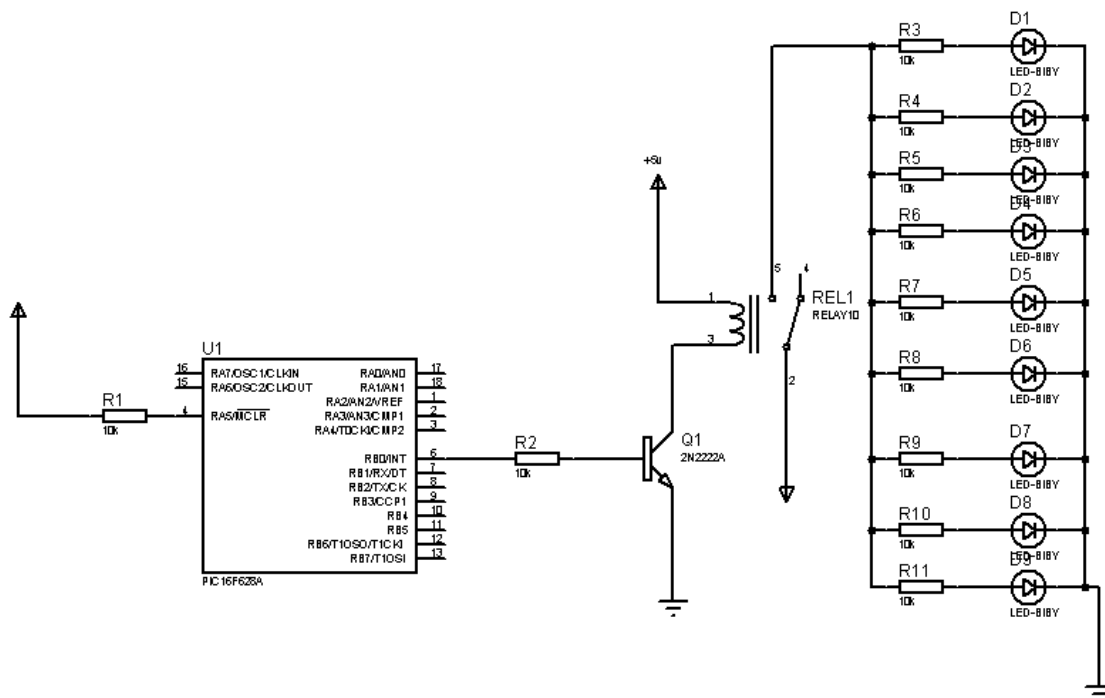 R3
10k
D1
LED-BIBY
R4
10k
D2
LED-BIBY
R5
10k
D3
LED-BIBY
R6
10k
D4
LED-BIBY
R7
10k
D5
LED-BIBY
R8
10k
D6
LED-BIBY
R9
10k
D7
LED-BIBY
R10
10k
D8
LED-BIBY
R11
10k
D9
LED-BIBY
5
4
REL1
RELAY10
1
3
2
U1
16
RA7/OSC1/CLKIN
RA0/AN0
17
15
RA6/OSC2/CLKOUT
RA1/AN1
18
RA2/AN2/VREF
1
R1
10k
4
RA5/MCLR
RA3/AN3/CMP1
2
RA4/T0CKI/CMP2
3
RB0/INT
6
RB1/RX/DT
7
RB2/TX/CK
8
RB3/CCP1
9
RB4
10
RB5
11
RB6/T1OSO/T1CKI
12
RB7/T1OSI
13
PIC16F628A
R2
10k
Q1
2N2222A